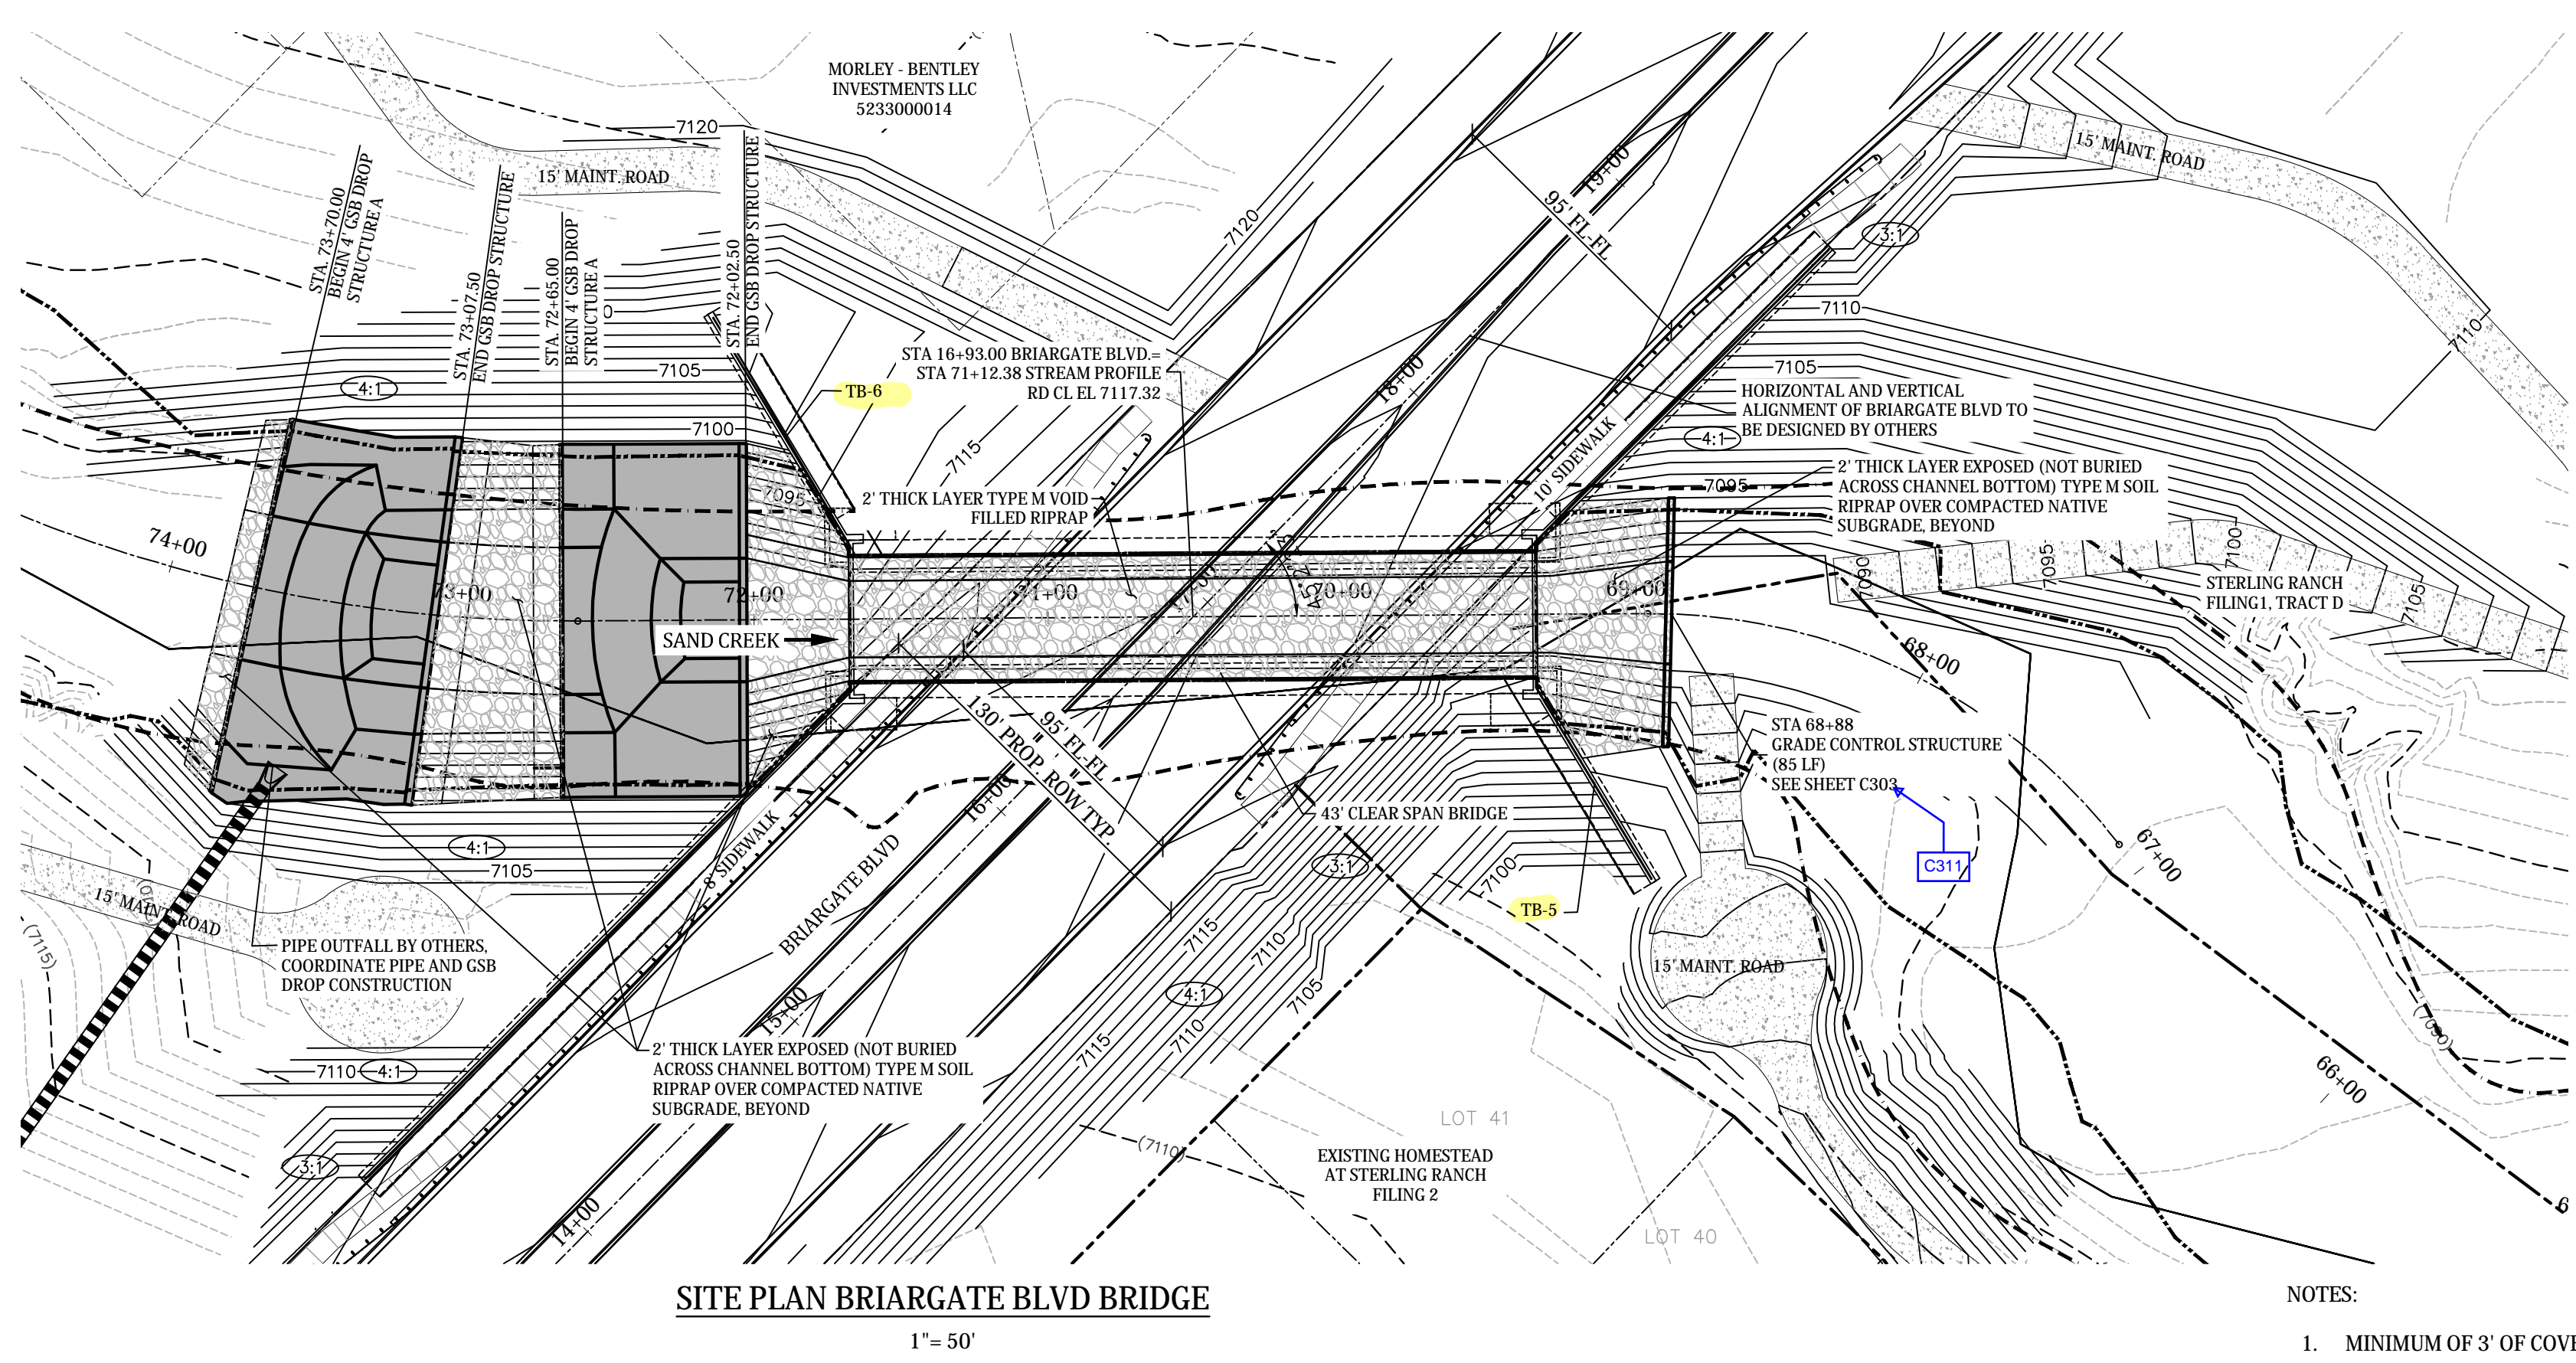 MORLEY - BENTLEY
INVESTMENTS LLC
5233000014
7120
15' MAINT. ROAD
STA. 73+70.00
BEGIN 4' GSB DROP
STRUCTURE A
STA. 73+07.50
END GSB DROP STRUCTURE
STA. 72+65.00
BEGIN 4' GSB DROP
STRUCTURE A
STA. 72+02.50
END GSB DROP STRUCTURE
7120
95' FL-FL
19+00
15' MAINT. ROAD
3:1
7110
7110
7105
4:1
7105
7100
7095
TB-6
STA 16+93.00 BRIARGATE BLVD.=
STA 71+12.38 STREAM PROFILE
RD CL EL 7117.32
18+00
7115
HORIZONTAL AND VERTICAL
ALIGNMENT OF BRIARGATE BLVD TO
BE DESIGNED BY OTHERS
4:1
10' SIDEWALK
2' THICK LAYER TYPE M VOID
FILLED RIPRAP
7095
2' THICK LAYER EXPOSED (NOT BURIED
ACROSS CHANNEL BOTTOM) TYPE M SOIL
RIPRAP OVER COMPACTED NATIVE
SUBGRADE, BEYOND
74+00
73+00
72+00
71+00
17+00
70+00
69+00
68+00
67+00
66+00
6
7090
7095
7100
7105
STERLING RANCH
FILING1, TRACT D
SAND CREEK
130' PROP. ROW TYP.
95' FL-FL
16+00
STA 68+88
GRADE CONTROL STRUCTURE
(85 LF)
SEE SHEET C303
C311
43' CLEAR SPAN BRIDGE
3:1
7100
TB-5
4:1
7105
8' SIDEWALK
BRIARGATE BLVD
15' MAINT. ROAD
(7115)
PIPE OUTFALL BY OTHERS,
COORDINATE PIPE AND GSB
DROP CONSTRUCTION
15+00
7115
7110
7105
4:1
7115
7110
15' MAINT. ROAD
(7090)
2' THICK LAYER EXPOSED (NOT BURIED
ACROSS CHANNEL BOTTOM) TYPE M SOIL
RIPRAP OVER COMPACTED NATIVE
SUBGRADE, BEYOND
7110
4:1
3:1
14+00
(7110)
LOT 41
EXISTING HOMESTEAD
AT STERLING RANCH
FILING 2
LOT 40
SITE PLAN BRIARGATE BLVD BRIDGE
1"= 50'
NOTES:
1. MINIMUM OF 3' OF COVE